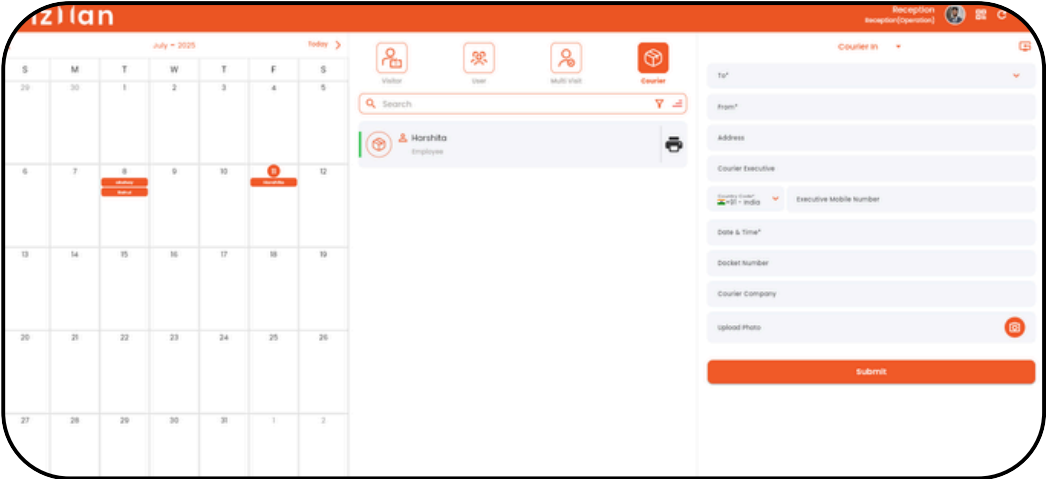 Reception
Reception(Operation)
July - 2025
Today
S M T W T F S
29 30 1 2 3 4 5
6 7 8 9 10 11 12
Harshita
13 14 15 16 17 18 19
20 21 22 23 24 25 26
27 28 29 30 31 1 2
Visitor
User
Multi Visit
Courier
Search
Harshita
Employee
Courier In
To*
From*
Address
Courier Executive
Country Code*
+91 - India
Executive Mobile Number
Date & Time*
Docket Number
Courier Company
Upload Photo
Submit